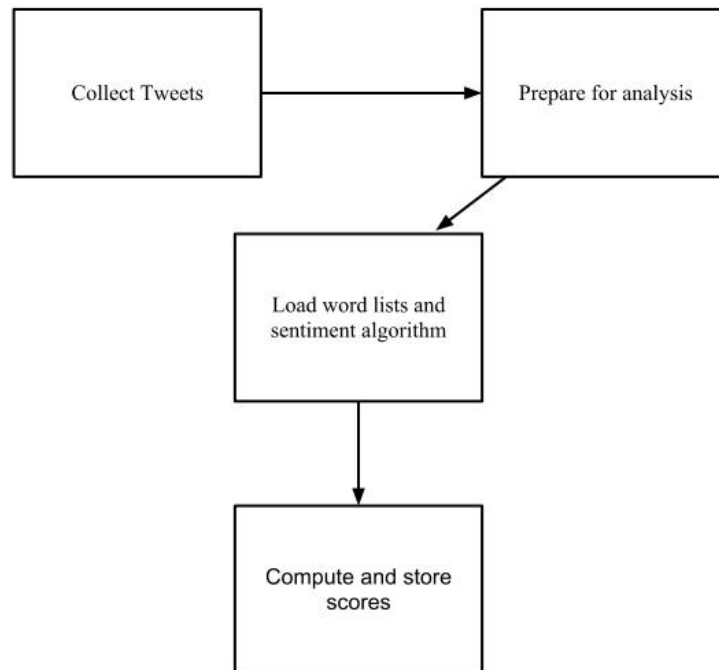 Collect Tweets
Prepare for analysis
Load word lists and
sentiment algorithm
Compute and store
scores